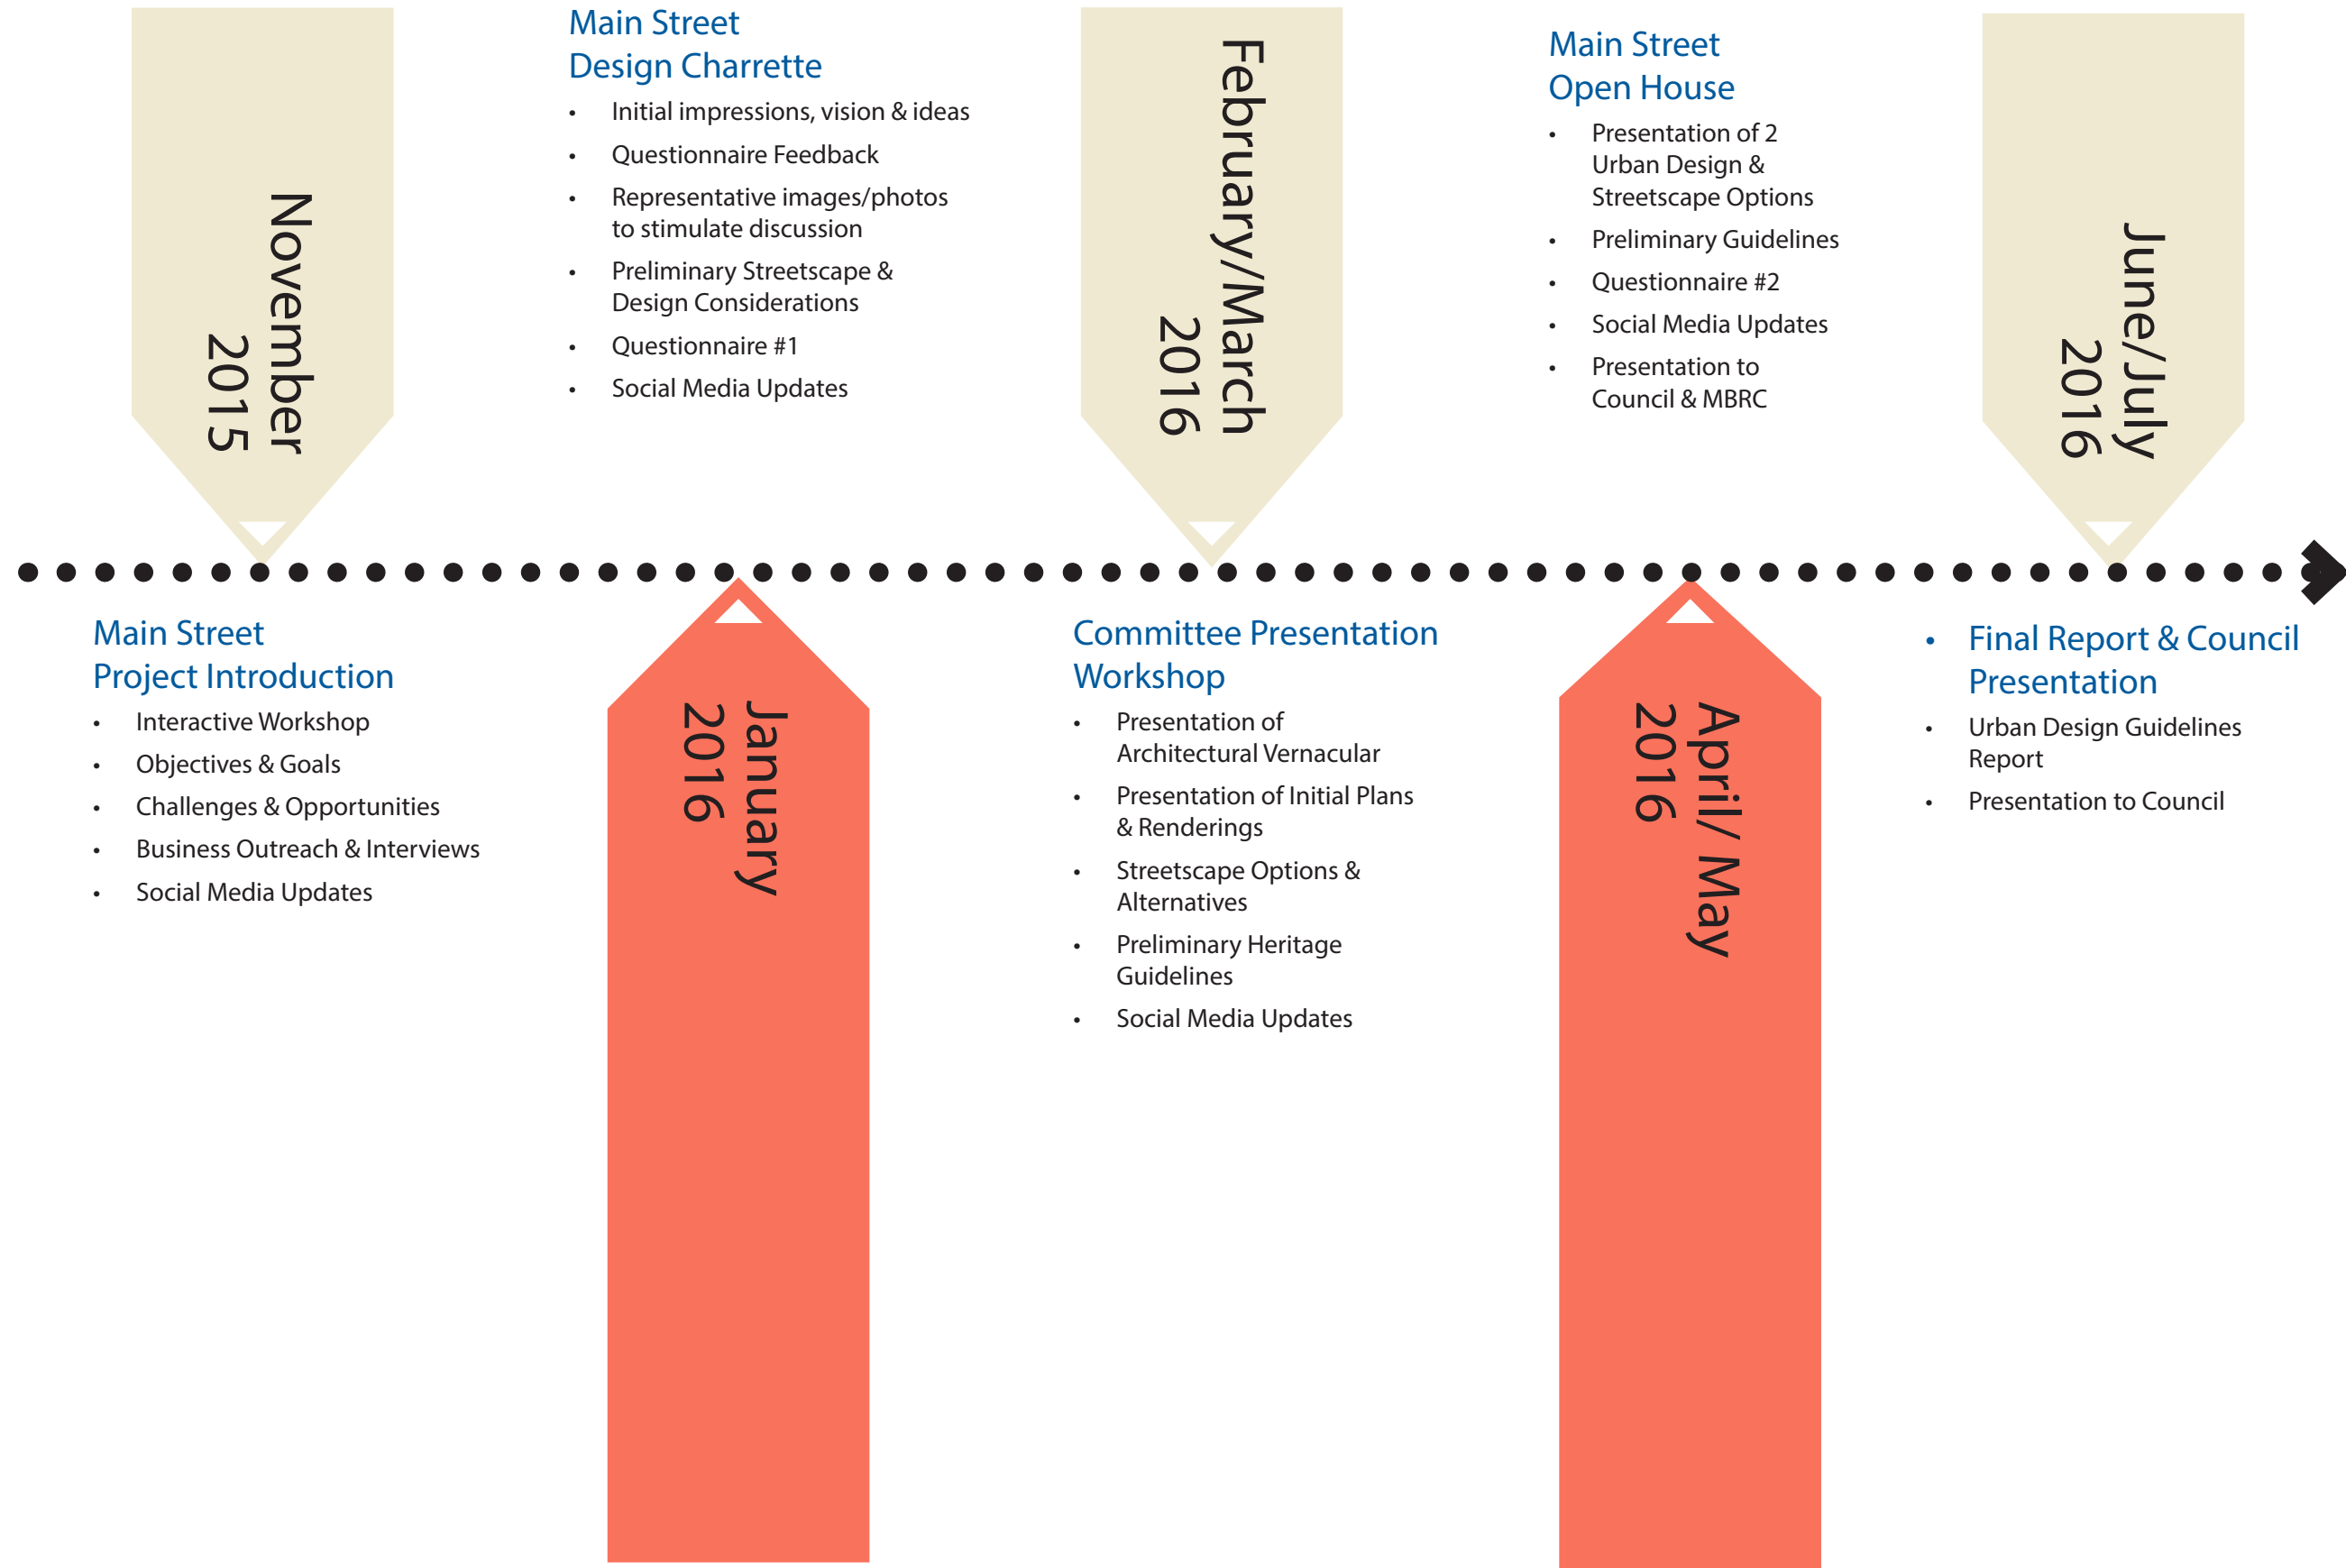 November
2015
Main Street
Project Introduction
• Interactive Workshop
• Objectives & Goals
• Challenges & Opportunities
• Business Outreach & Interviews
• Social Media Updates
Main Street
Design Charrette
• Initial impressions, vision & ideas
• Questionnaire Feedback
• Representative images/photos
to stimulate discussion
• Preliminary Streetscape &
Design Considerations
• Questionnaire #1
• Social Media Updates
January
2016
February/March
2016
Committee Presentation
Workshop
• Presentation of
Architectural Vernacular
• Presentation of Initial Plans
& Renderings
• Streetscape Options &
Alternatives
• Preliminary Heritage
Guidelines
• Social Media Updates
Main Street
Open House
• Presentation of 2
Urban Design &
Streetscape Options
• Preliminary Guidelines
• Questionnaire #2
• Social Media Updates
• Presentation to
Council & MBRC
April/ May
2016
June/July
2016
• Final Report & Council
Presentation
• Urban Design Guidelines
Report
• Presentation to Council